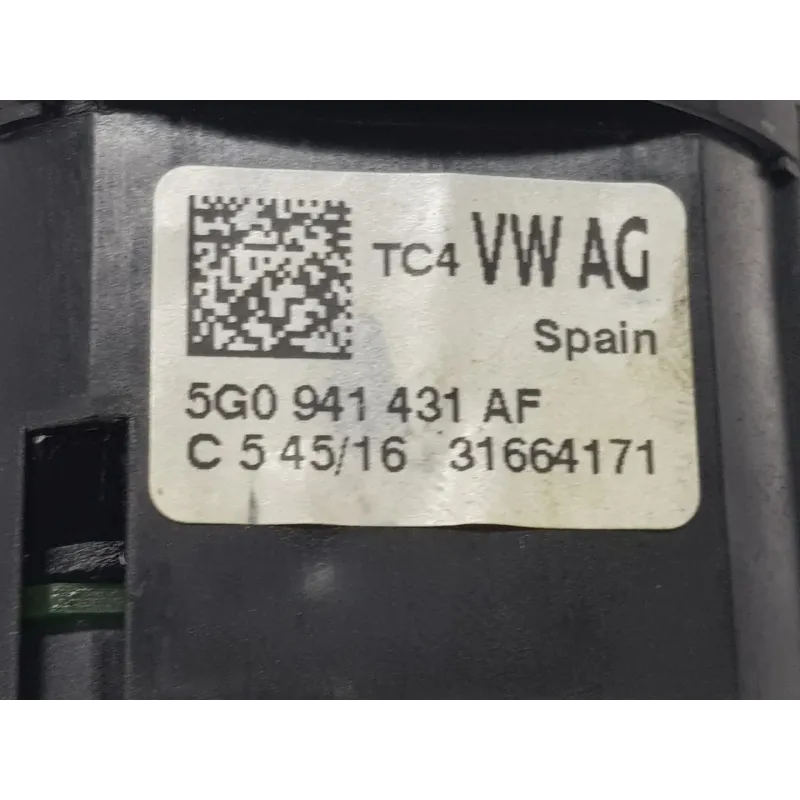 TC4 VW AG
Spain
5G0 941 431 AF
C 5 45/16 31664171